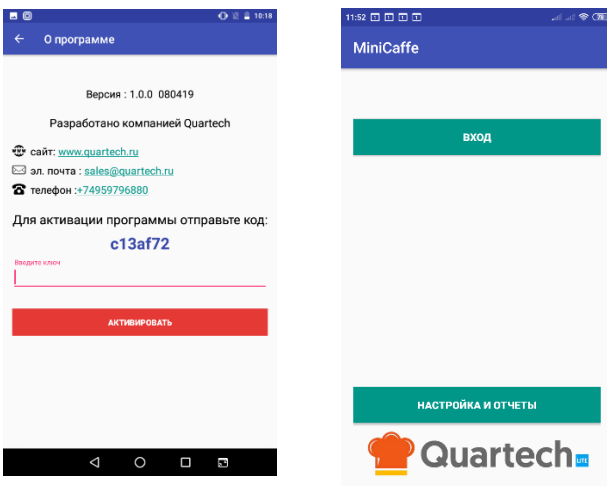 10:18
О программе
Версия : 1.0.0 080419
Разработано компанией Quartech
сайт: www.quartech.ru
эл. почта : sales@quartech.ru
телефон :+74959796880
Для активации программы отправьте код:
c13af72
Введите ключ
АКТИВИРОВАТЬ
11:52
MiniCaffe
ВХОД
НАСТРОЙКА И ОТЧЕТЫ
Quartech
LITE